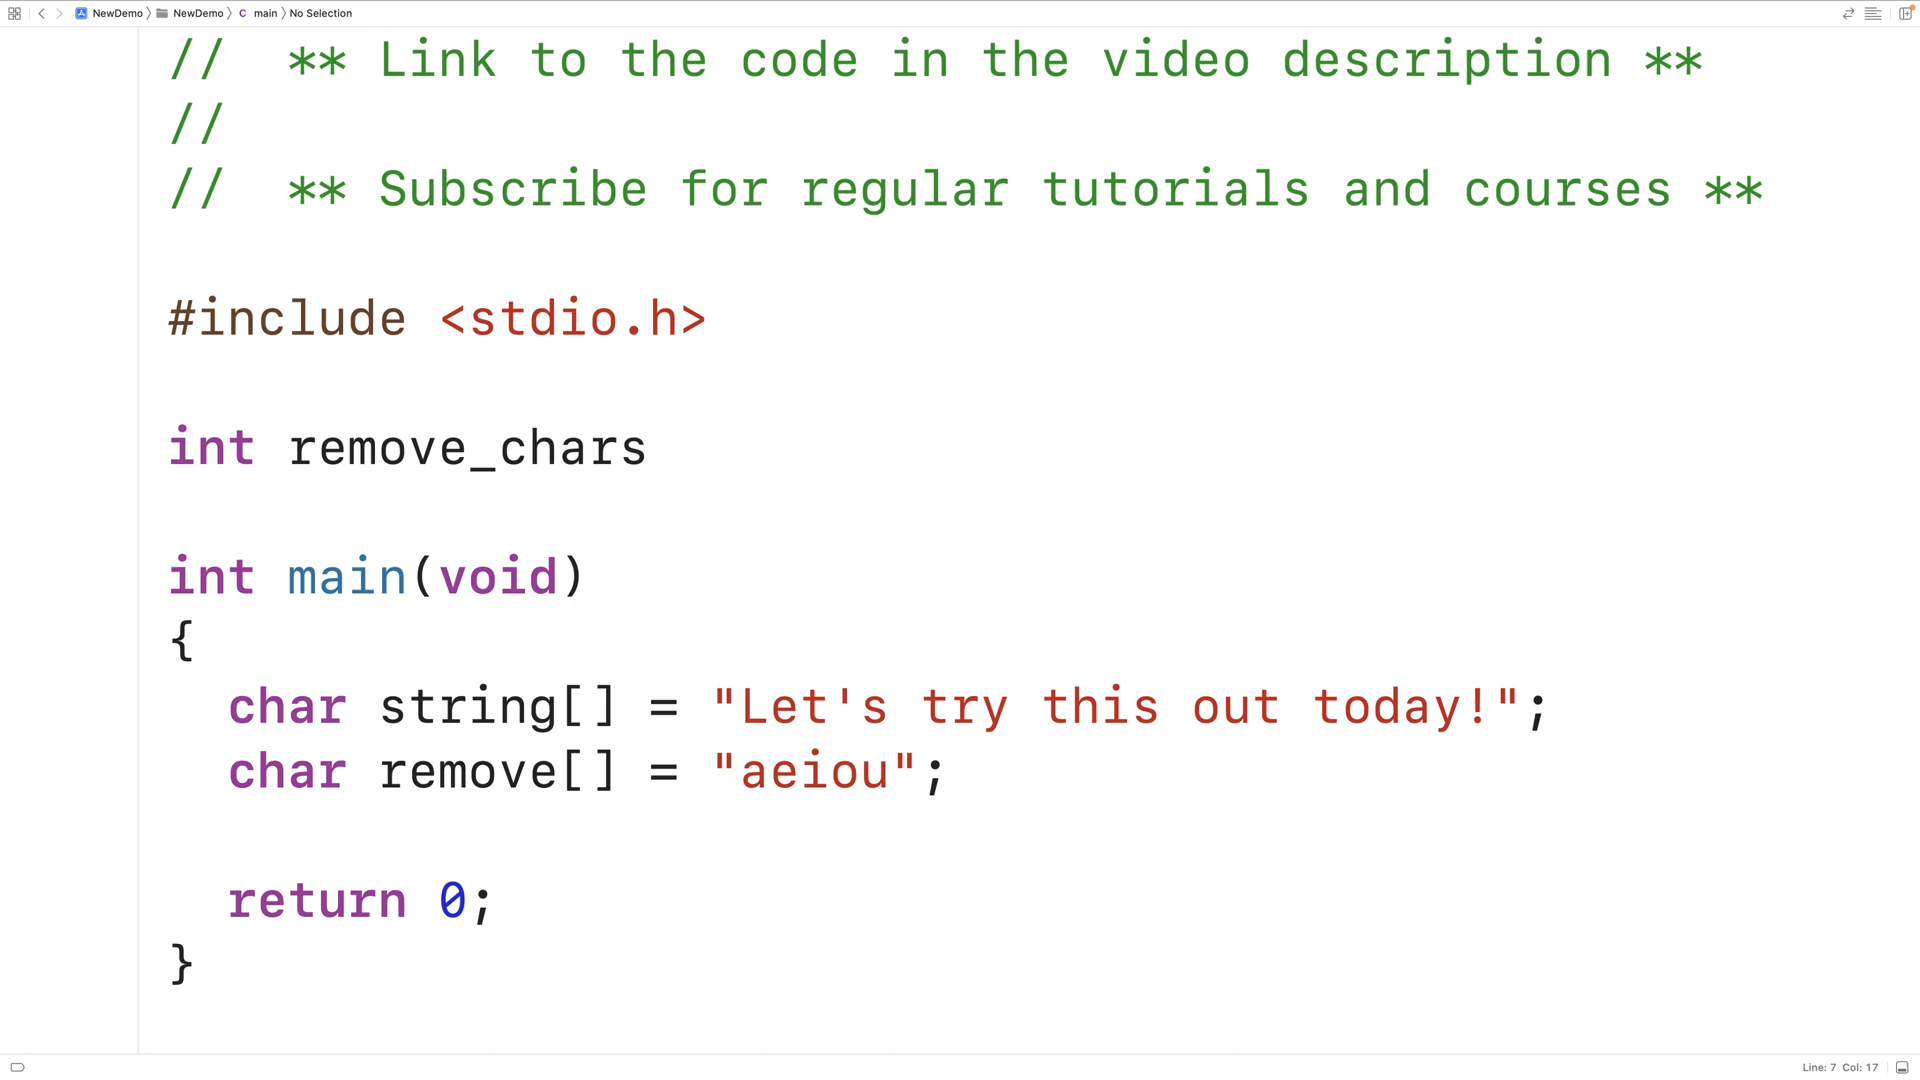 NewDemo 〉 NewDemo 〉 C main 〉 No Selection
//  ** Link to the code in the video description **
//
//  ** Subscribe for regular tutorials and courses **
#include <stdio.h>
int remove_chars
int main(void)
{
  char string[] = "Let's try this out today!";
  char remove[] = "aeiou";
  return 0;
}
Line: 7  Col: 17